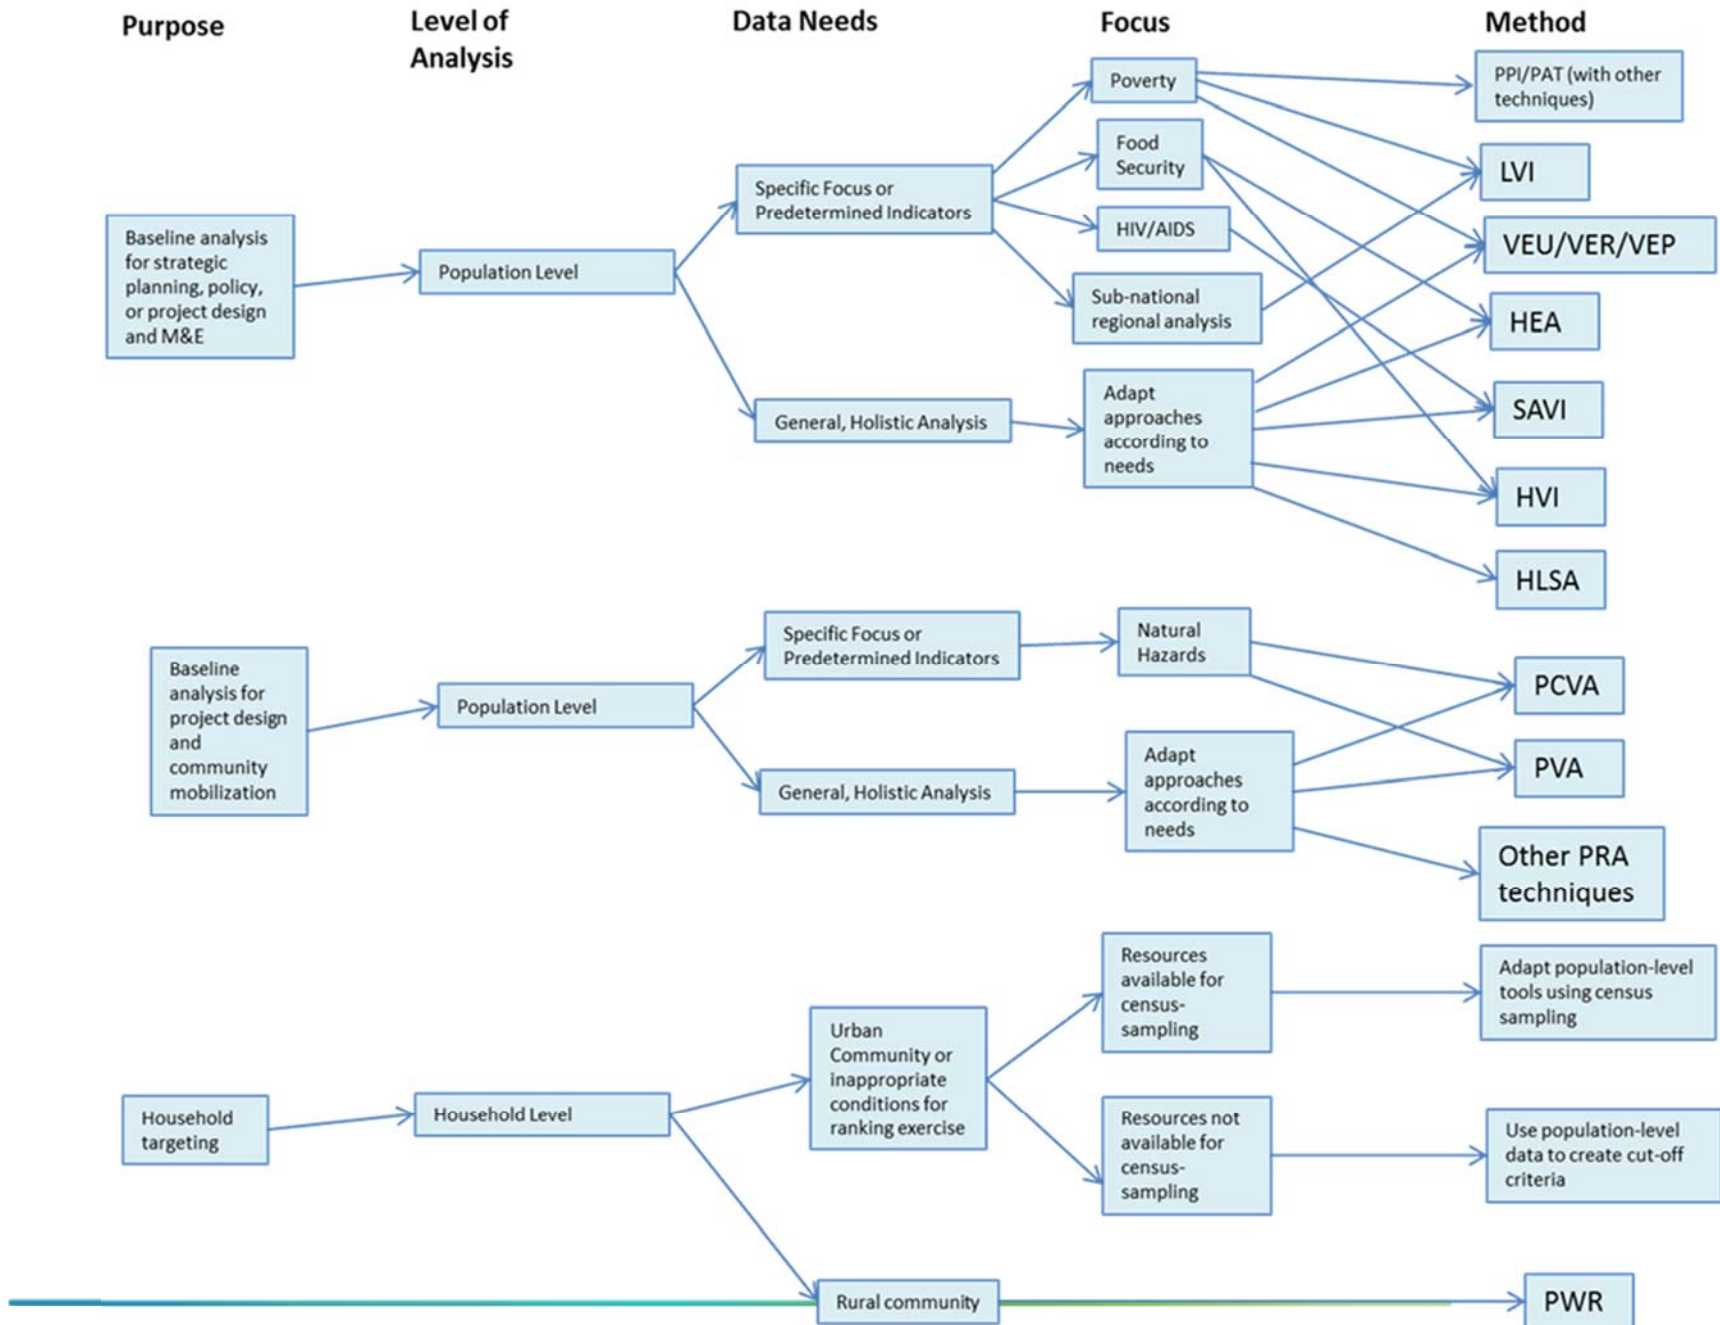 Purpose
Level of
Analysis
Data Needs
Focus
Method
Baseline analysis
for strategic
planning, policy,
or project design
and M&E
Population Level
Specific Focus or
Predetermined Indicators
General, Holistic Analysis
Poverty
Food
Security
HIV/AIDS
Sub-national
regional analysis
Adapt
approaches
according to
needs
PPI/PAT (with other
techniques)
LVI
VEU/VER/VEP
HEA
SAVI
HVI
HLSA
Baseline
analysis for
project design
and
community
mobilization
Population Level
Specific Focus or
Predetermined Indicators
General, Holistic Analysis
Natural
Hazards
Adapt
approaches
according to
needs
PCVA
PVA
Other PRA
techniques
Household
targeting
Household Level
Urban
Community or
inappropriate
conditions for
ranking exercise
Rural community
Resources
available for
census-
sampling
Resources not
available for
census-
sampling
Adapt population-level
tools using census
sampling
Use population-level
data to create cut-off
criteria
PWR